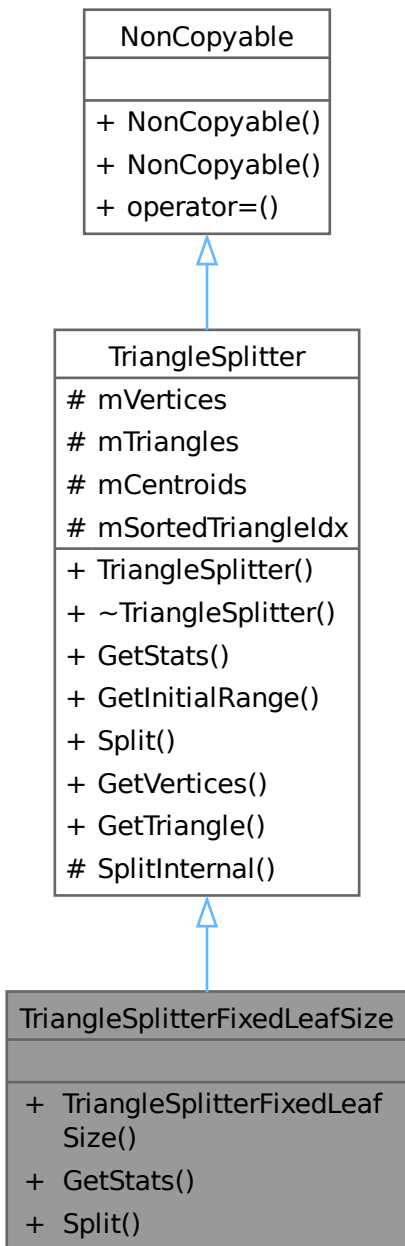 NonCopyable
+ NonCopyable()
+ NonCopyable()
+ operator=()
TriangleSplitter
# mVertices
# mTriangles
# mCentroids
# mSortedTriangleIdx
+ TriangleSplitter()
+ ~TriangleSplitter()
+ GetStats()
+ GetInitialRange()
+ Split()
+ GetVertices()
+ GetTriangle()
# SplitInternal()
TriangleSplitterFixedLeafSize
+ TriangleSplitterFixedLeaf
Size()
+ GetStats()
+ Split()